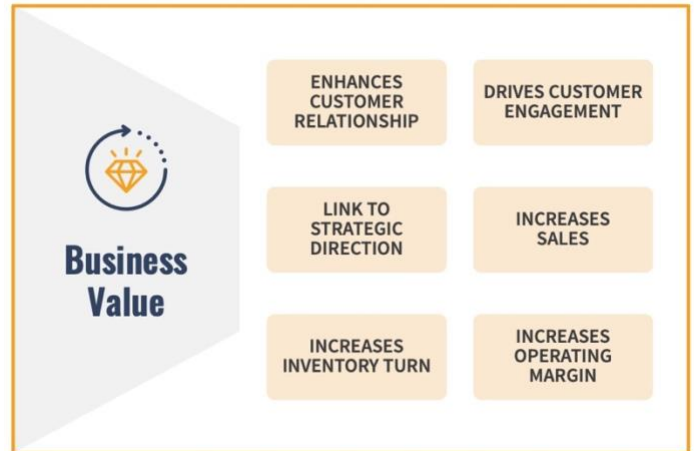 Business
Value
ENHANCES
CUSTOMER
RELATIONSHIP
DRIVES CUSTOMER
ENGAGEMENT
LINK TO
STRATEGIC
DIRECTION
INCREASES
SALES
INCREASES
INVENTORY TURN
INCREASES
OPERATING
MARGIN